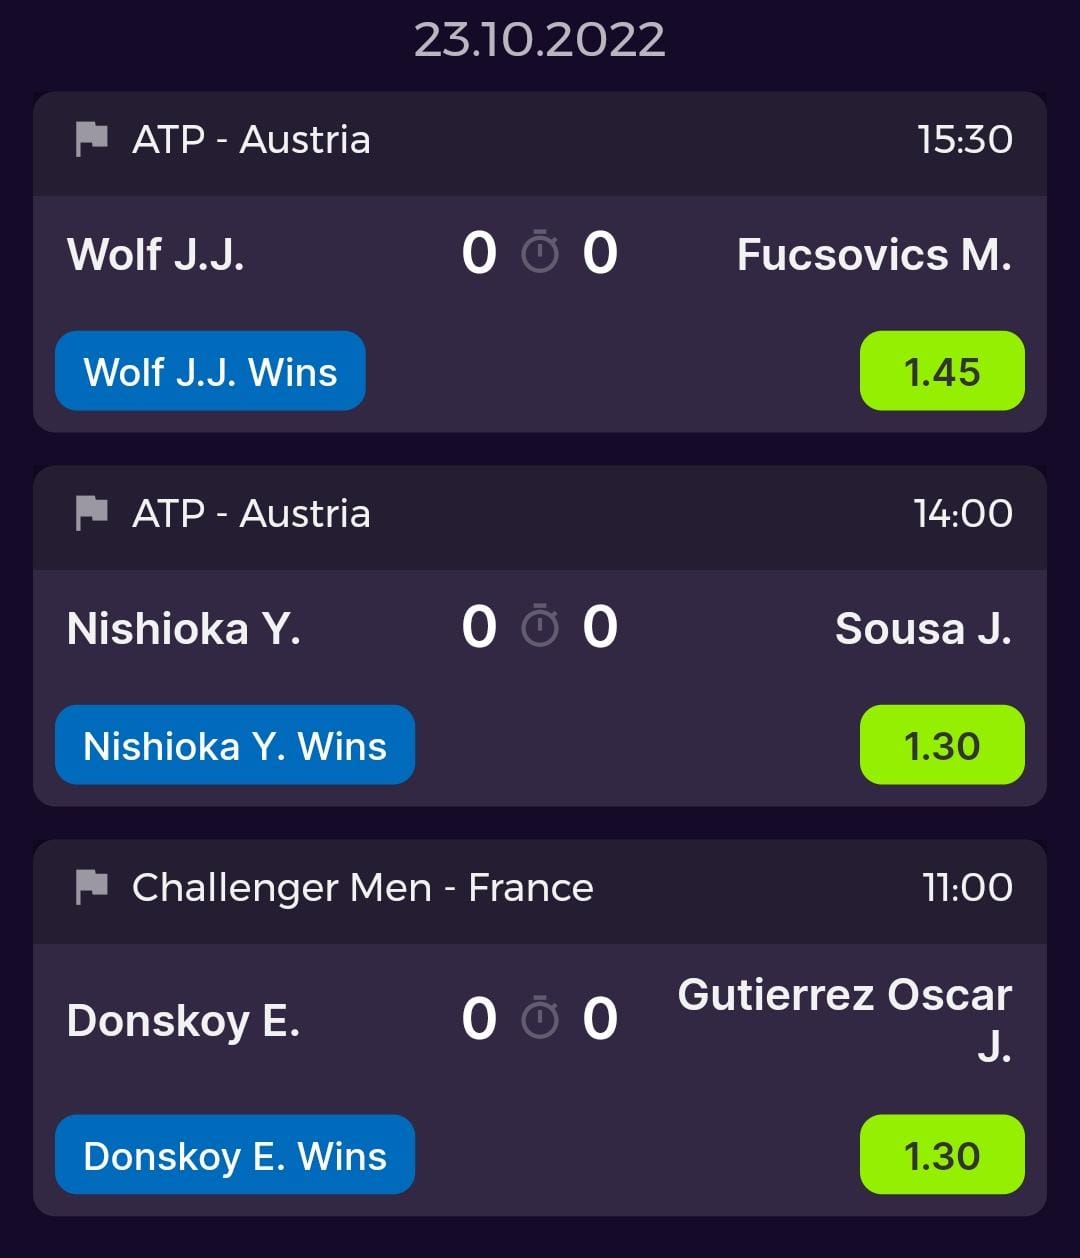 23.10.2022
ATP - Austria 15:30
Wolf J.J. 0 0 Fucsovics M.
Wolf J.J. Wins 1.45
ATP - Austria 14:00
Nishioka Y. 0 0 Sousa J.
Nishioka Y. Wins 1.30
Challenger Men - France 11:00
Donskoy E. 0 0 Gutierrez Oscar
J.
Donskoy E. Wins 1.30